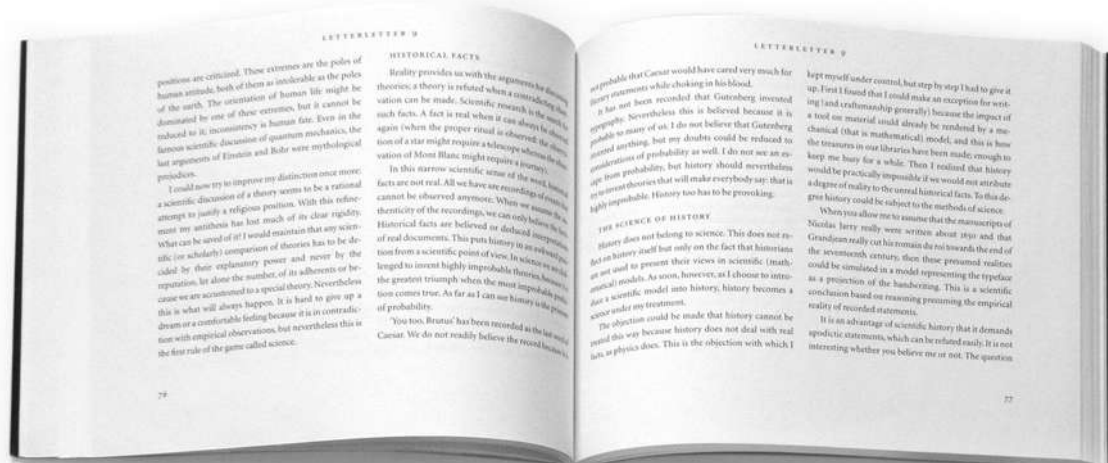 LETTERLETTER 9
positions are criticized. These extremes are the poles of
human attitude, both of them as intolerable as the poles
of the earth. The orientation of human life might be
dominated by one of these extremes, but it cannot be
reduced to it; inconsistency is human fate. Even in the
famous scientific discussion of quantum mechanics, the
last arguments of Einstein and Bohr were mythological
prejudices.
I could now try to improve my distinction once more:
a scientific discussion of a theory seems to be a rational
attempt to justify a religious position. With this refine-
ment my antithesis has lost much of its clear rigidity.
What can be saved of it? I would maintain that any scien-
tific (or scholarly) comparison of theories has to be de-
cided by their explanatory power and never by the
reputation, let alone the number, of its adherents or be-
cause we are accustomed to a special theory. Nevertheless
this is what will always happen. It is hard to give up a
dream or a comfortable feeling because it is in contradic-
tion with empirical observations, but nevertheless this is
the first rule of the game called science.
76
HISTORICAL FACTS
Reality provides us with the arguments for discussing
theories; a theory is refuted when a contradicting obser-
vation can be made. Scientific research is the search for
such facts. A fact is real when it can always be observed
again (when the proper ritual is observed: the observa-
tion of a star might require a telescope whereas the obser-
vation of Mont Blanc might require a journey).
In this narrow scientific sense of the word, historical
facts are not real. All we have are recordings of events that
cannot be observed anymore. When we assume the au-
thenticity of the recordings, we can only believe the facts.
Historical facts are believed or deduced interpretations
of real documents. This puts history in an awkward posi-
tion from a scientific point of view. In science we are chal-
lenged to invent highly improbable theories, because
the greatest triumph when the most improbable predic-
tion comes true. As far as I can see history is the prisoner
of probability.
'You too, Brutus' has been recorded as the last word of
Caesar. We do not readily believe the record because it is
LETTERLETTER 9
not probable that Caesar would have cared very much for
literary statements while choking in his blood.
It has not been recorded that Gutenberg invented
typography. Nevertheless this is believed because it is
probable to many of us. I do not believe that Gutenberg
invented anything, but my doubts could be reduced to
considerations of probability as well. I do not see an es-
cape from probability, but history should nevertheless
try to invent theories that will make everybody say: that is
highly improbable. History too has to be provoking.
THE SCIENCE OF HISTORY
History does not belong to science. This does not re-
flect on history itself but only on the fact that historians
are not used to present their views in scientific (math-
ematical) models. As soon, however, as I choose to intro-
duce a scientific model into history, history becomes a
science under my treatment.
The objection could be made that history cannot be
treated this way because history does not deal with real
facts, as physics does. This is the objection with which I
kept myself under control, but step by step I had to give it
up. First I found that I could make an exception for writ-
ing (and craftsmanship generally) because the impact of
a tool on material could already be rendered by a me-
chanical (that is mathematical) model, and this is how
the treasures in our libraries have been made; enough to
keep me busy for a while. Then I realized that history
would be practically impossible if we would not attribute
a degree of reality to the unreal historical facts. To this de-
gree history could be subject to the methods of science.
When you allow me to assume that the manuscripts of
Nicolas Jarry really were written about 1650 and that
Grandjean really cut his romain du roi towards the end of
the seventeenth century, then these presumed realities
could be simulated in a model representing the typeface
as a projection of the handwriting. This is a scientific
conclusion based on reasoning presuming the empirical
reality of recorded statements.
It is an advantage of scientific history that it demands
apodictic statements, which can be refuted easily. It is not
interesting whether you believe me or not. The question
77